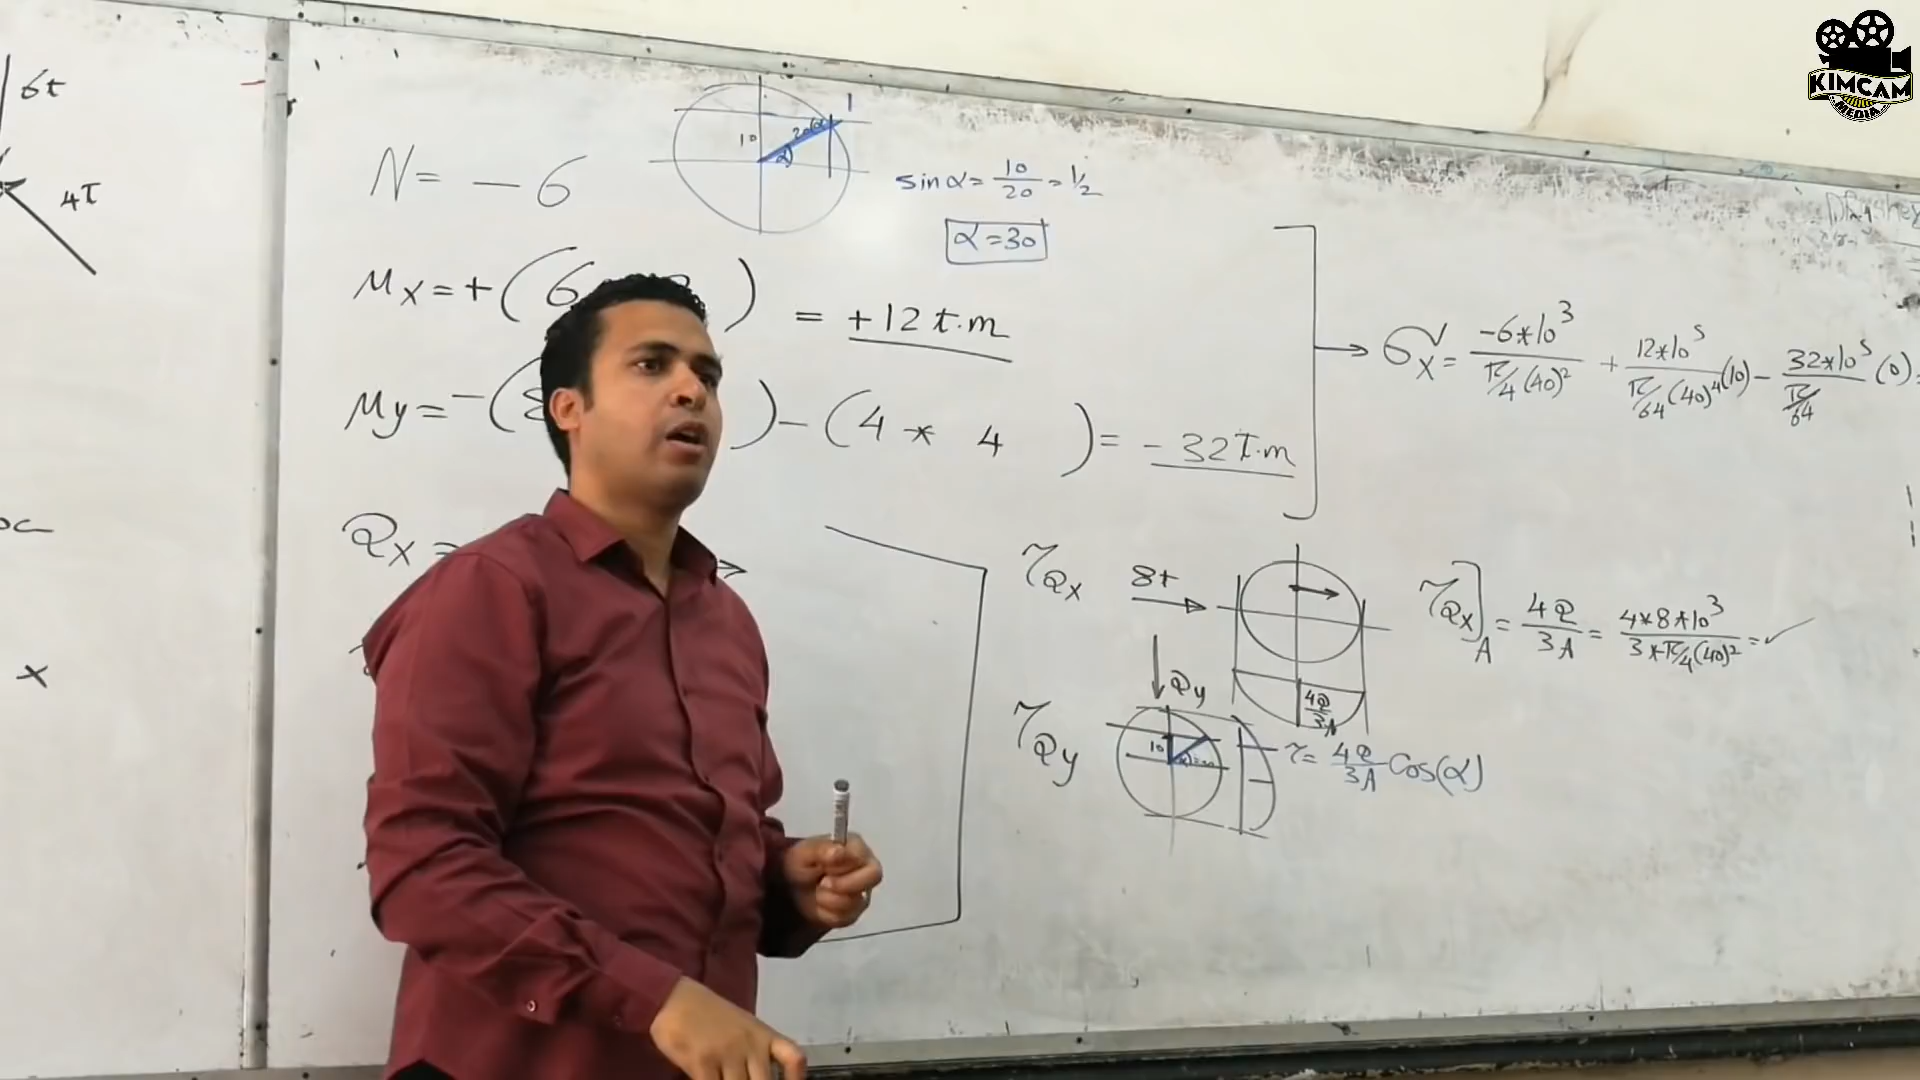 6t
4T
x
N = - 6
10
20
α
1
sin α = 10/20 = 1/2
α = 30
Mx = + (6 ) = +12 t.m
My = - (8 ) - (4 * 4 ) = - 32 T.m
Qx =
σx = -6*10^3 / π/4 (40)^2 + 12*10^5 / π/64 (40)^4 (10) - 32*10^5 / π/64 (0)
τQx
8t
4Q/3A
τQx]A = 4Q/3A = 4*8*10^3 / 3*π/4 (40)^2 = ✓
Qy
τQy
10
τ = 4Q/3A Cos(α)
KIMCAM
MEDIA